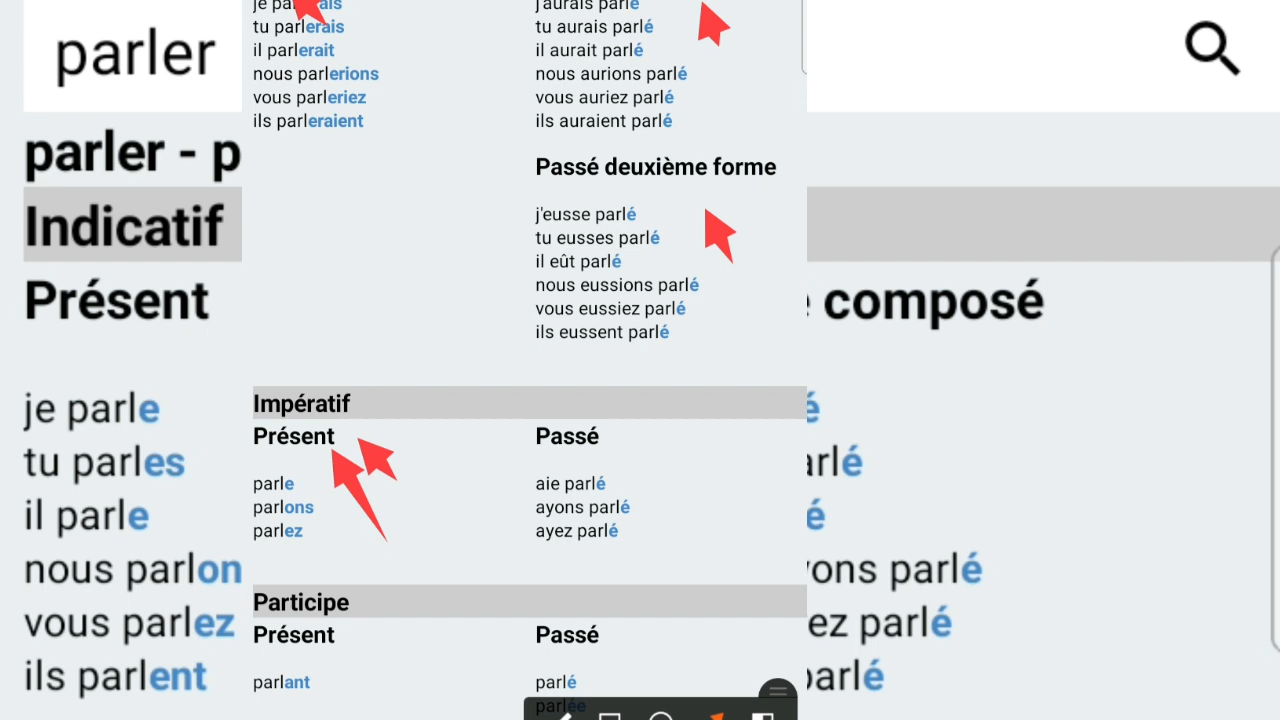 parler
parler - p
Indicatif
Présent
composé
je parle
tu parles
il parle
nous parlon
vous parlez
ils parlent
é
arlé
é
ons parlé
ez parlé
arlé
tu parlerais
il parlerait
nous parlerions
vous parleriez
ils parleraient
j'aurais parlé
tu aurais parlé
il aurait parlé
nous aurions parlé
vous auriez parlé
ils auraient parlé
Passé deuxième forme
j'eusse parlé
tu eusses parlé
il eût parlé
nous eussions parlé
vous eussiez parlé
ils eussent parlé
Impératif
Présent
Passé
parle
parlons
parlez
aie parlé
ayons parlé
ayez parlé
Participe
Présent
Passé
parlant
parlé
parlée